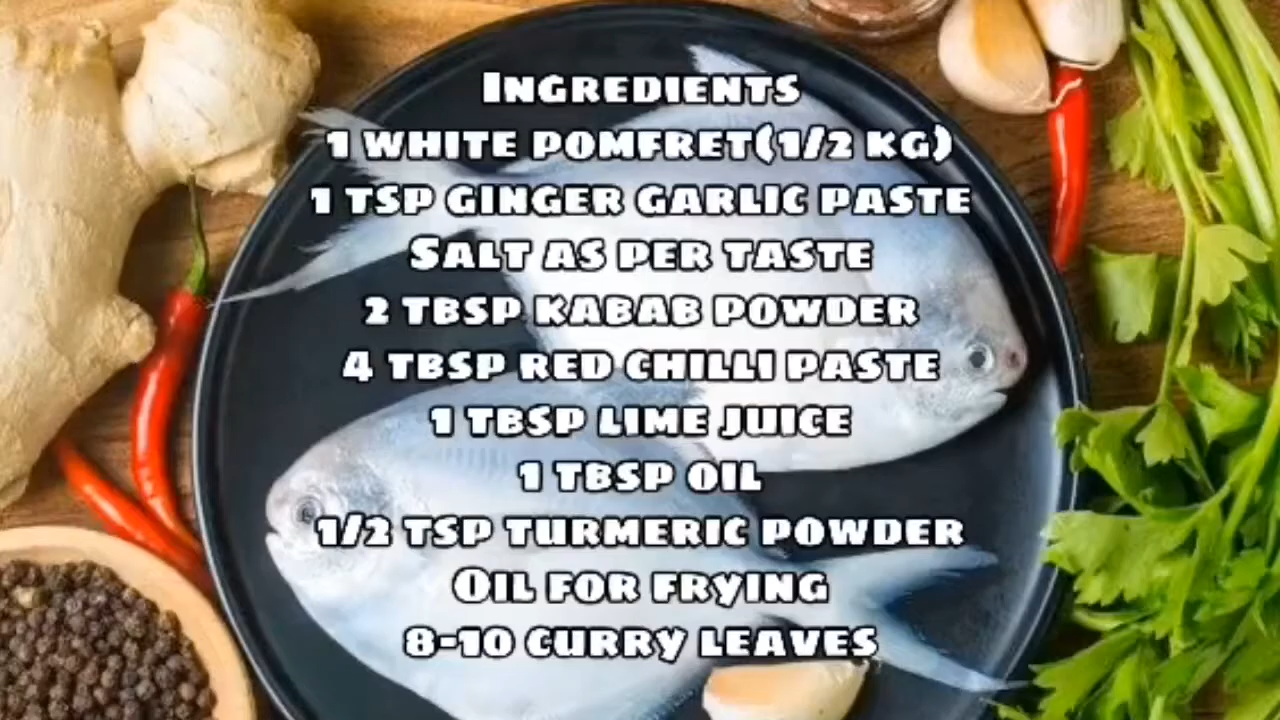 Ingredients
1 white pomfret(1/2 kg)
1 tsp ginger garlic paste
Salt as per taste
2 tbsp kabab powder
4 tbsp red chilli paste
1 tbsp lime juice
1 tbsp oil
1/2 tsp turmeric powder
Oil for frying
8-10 curry leaves